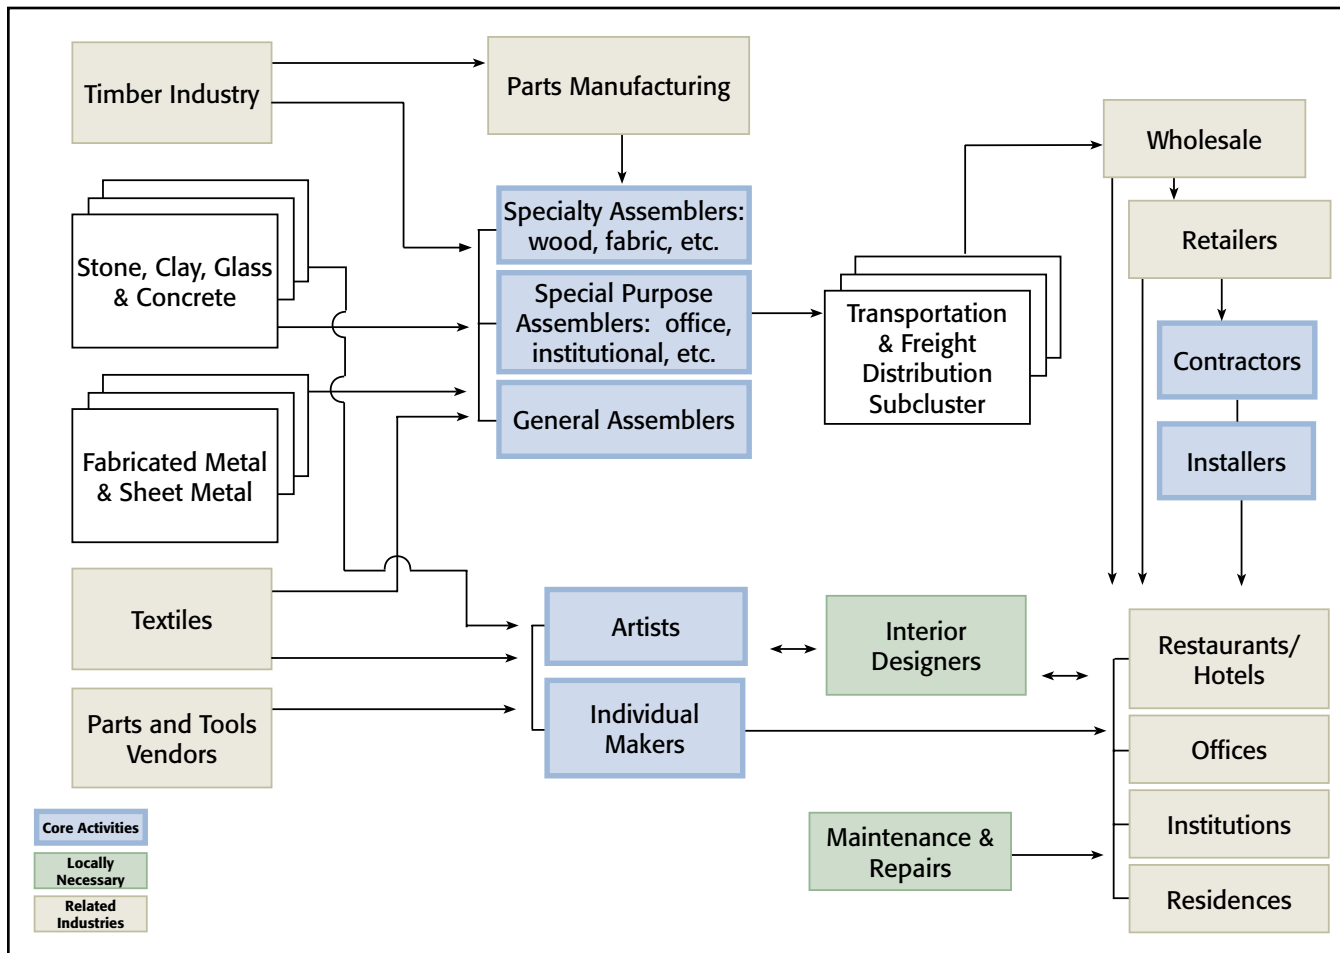 Timber Industry
Parts Manufacturing
Wholesale
Specialty Assemblers:
wood, fabric, etc.
Retailers
Stone, Clay, Glass
& Concrete
Special Purpose
Assemblers: office,
institutional, etc.
Transportation
& Freight
Distribution
Subcluster
Contractors
General Assemblers
Fabricated Metal
& Sheet Metal
Installers
Textiles
Artists
Interior
Designers
Restaurants/
Hotels
Parts and Tools
Vendors
Individual
Makers
Offices
Institutions
Maintenance &
Repairs
Residences
Core Activities
Locally
Necessary
Related
Industries